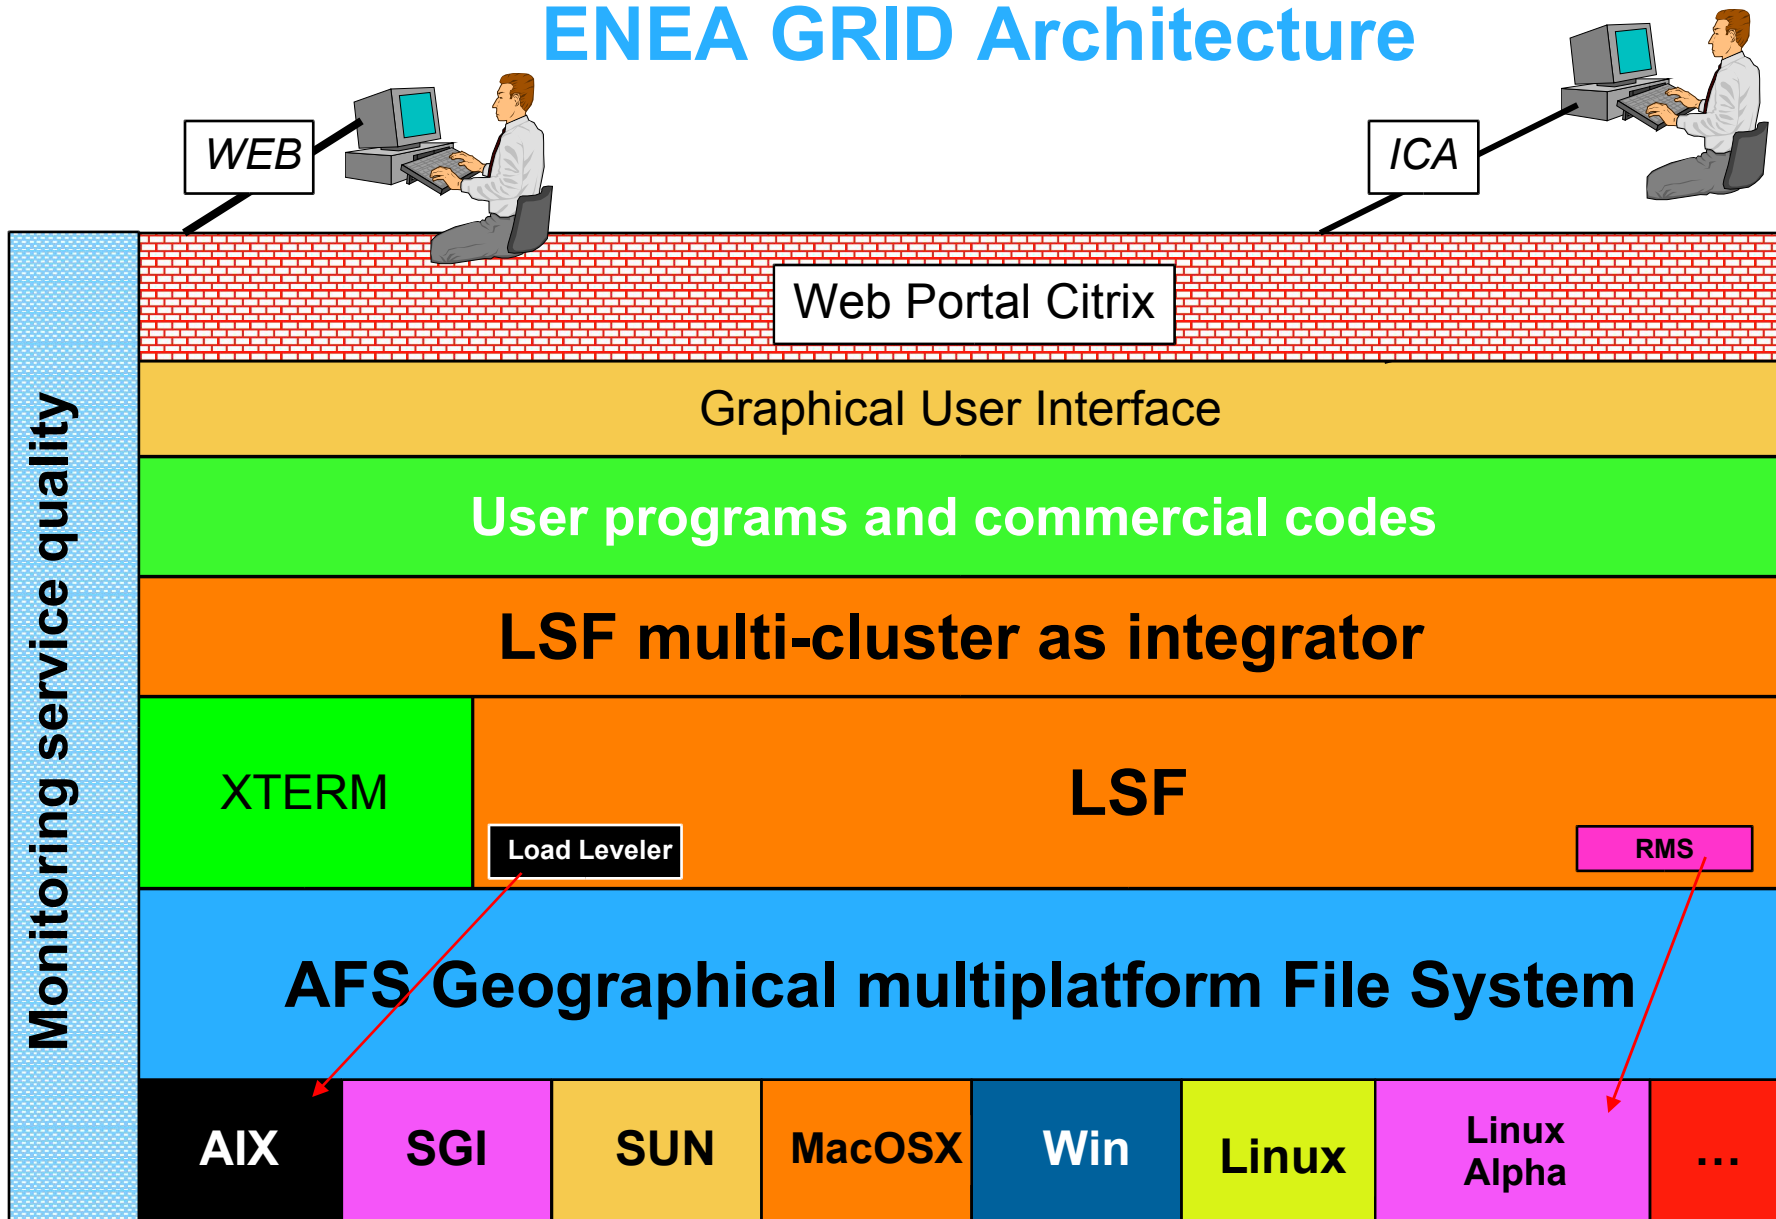 ENEA GRID Architecture
WEB
ICA
Web Portal Citrix
Graphical User Interface
User programs and commercial codes
LSF multi-cluster as integrator
XTERM
LSF
Load Leveler
RMS
AFS Geographical multiplatform File System
AIX
SGI
SUN
MacOSX
Win
Linux
Linux
Alpha
...
Monitoring service quality